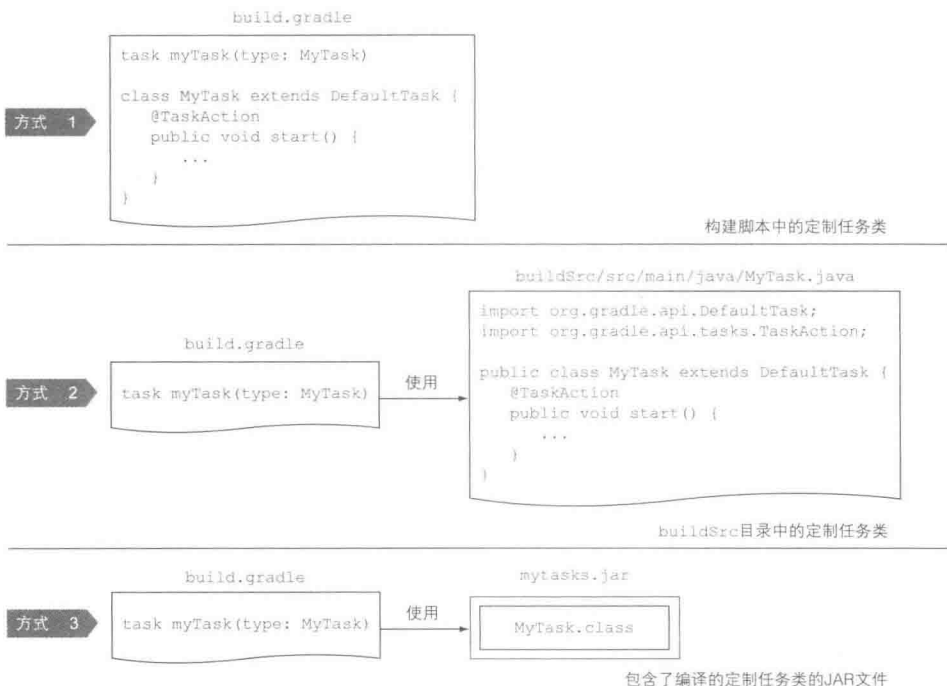 build.gradle
task myTask(type: MyTask)
class MyTask extends DefaultTask {
@TaskAction
public void start() {
...
}
}
方式 1
构建脚本中的定制任务类
buildSrc/src/main/java/MyTask.java
import org.gradle.api.DefaultTask;
import org.gradle.api.tasks.TaskAction;
public class MyTask extends DefaultTask {
@TaskAction
public void start() {
...
}
}
build.gradle
方式 2
task myTask(type: MyTask)
使用
buildSrc目录中的定制任务类
build.gradle
mytasks.jar
方式 3
task myTask(type: MyTask)
使用
MyTask.class
包含了编译的定制任务类的JAR文件